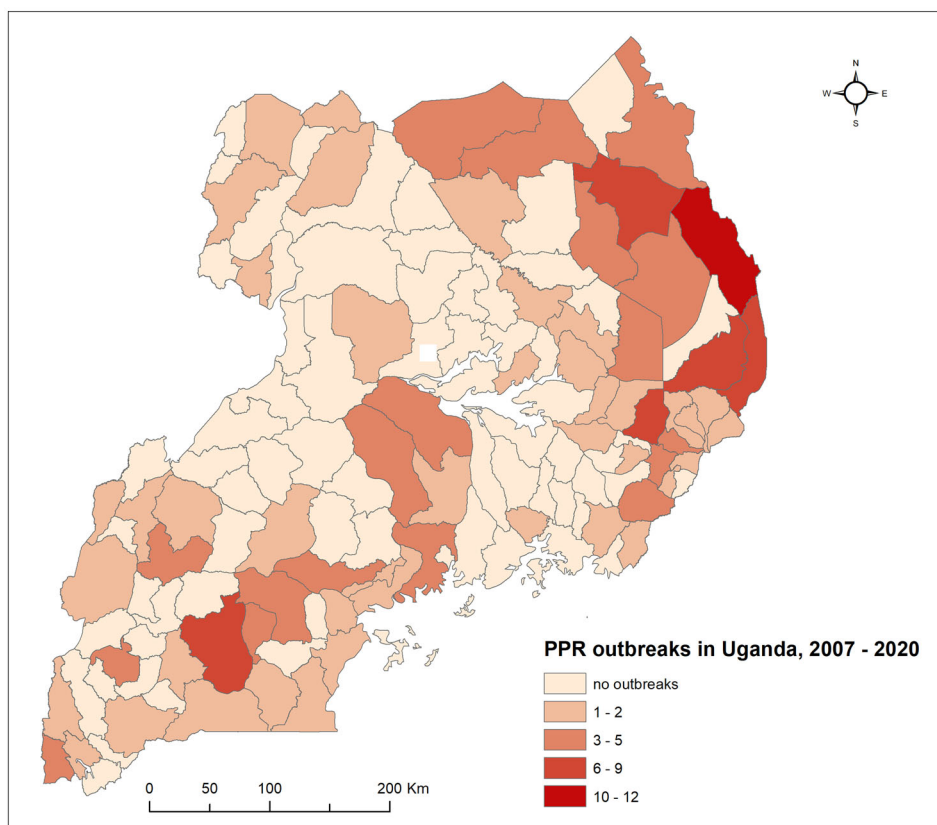 N
W E
S
PPR outbreaks in Uganda, 2007 - 2020
no outbreaks
1 - 2
3 - 5
6 - 9
10 - 12
0 50 100 200 Km